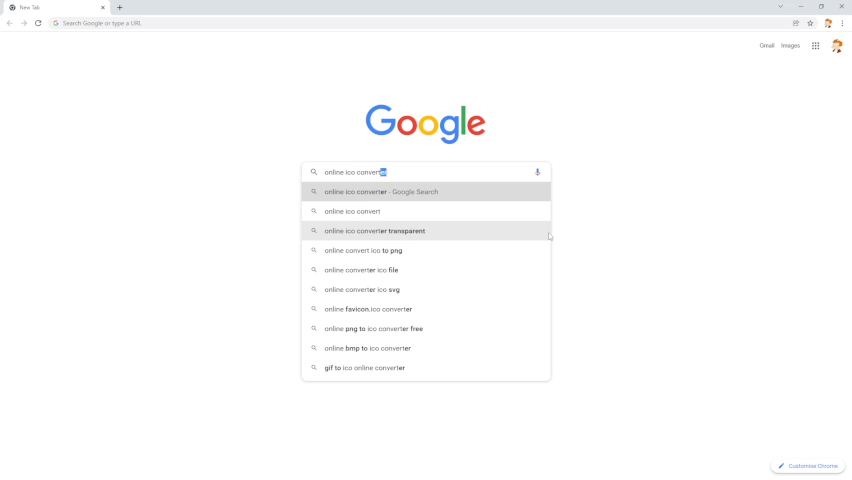 New Tab
Search Google or type a URL
Gmail Images
Google
online ico converter
online ico converter - Google Search
online ico convert
online ico converter transparent
online convert ico to png
online converter ico file
online converter ico svg
online favicon.ico converter
online png to ico converter free
online bmp to ico converter
gif to ico online converter
Customise Chrome